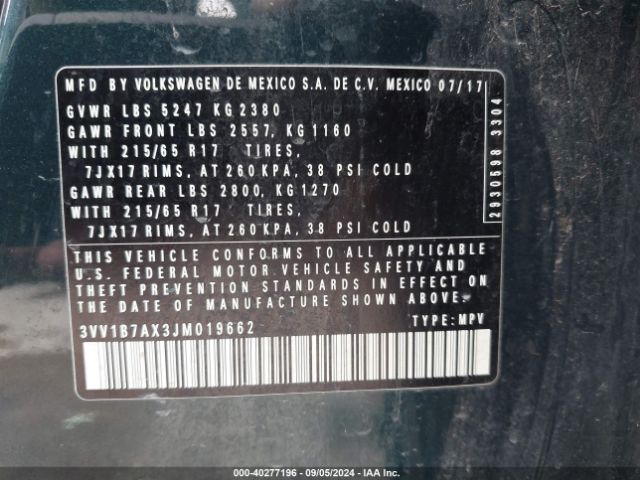 MFD BY VOLKSWAGEN DE MEXICO S.A. DE C.V. MEXICO 07/17
GVWR LBS 5247 KG 2380
GAWR FRONT LBS 2557, KG 1160
WITH 215/65 R17 TIRES,
7JX17 RIMS, AT 260 KPA, 38 PSI COLD
GAWR REAR LBS 2800, KG 1270
WITH 215/65 R17 TIRES,
7JX17 RIMS, AT 260 KPA, 38 PSI COLD
2930598 3304
THIS VEHICLE CONFORMS TO ALL APPLICABLE
U.S. FEDERAL MOTOR VEHICLE SAFETY AND
THEFT PREVENTION STANDARDS IN EFFECT ON
THE DATE OF MANUFACTURE SHOWN ABOVE.
3VV1B7AX3JM019662 TYPE: MPV
000-40277196 - 09/05/2024 - IAA Inc.